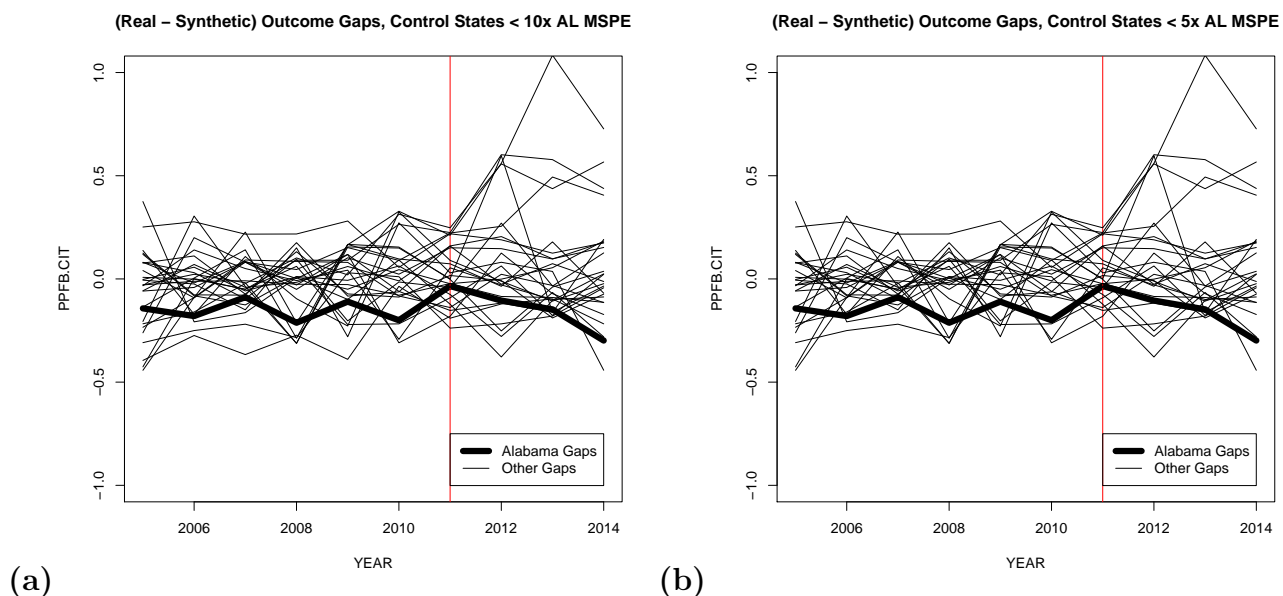 (Real − Synthetic) Outcome Gaps, Control States < 10x AL MSPE
PPFB.CIT
1.0
0.5
0.0
−0.5
−1.0
Alabama Gaps
Other Gaps
2006 2008 2010 2012 2014
YEAR
(a)
(Real − Synthetic) Outcome Gaps, Control States < 5x AL MSPE
PPFB.CIT
1.0
0.5
0.0
−0.5
−1.0
Alabama Gaps
Other Gaps
2006 2008 2010 2012 2014
YEAR
(b)